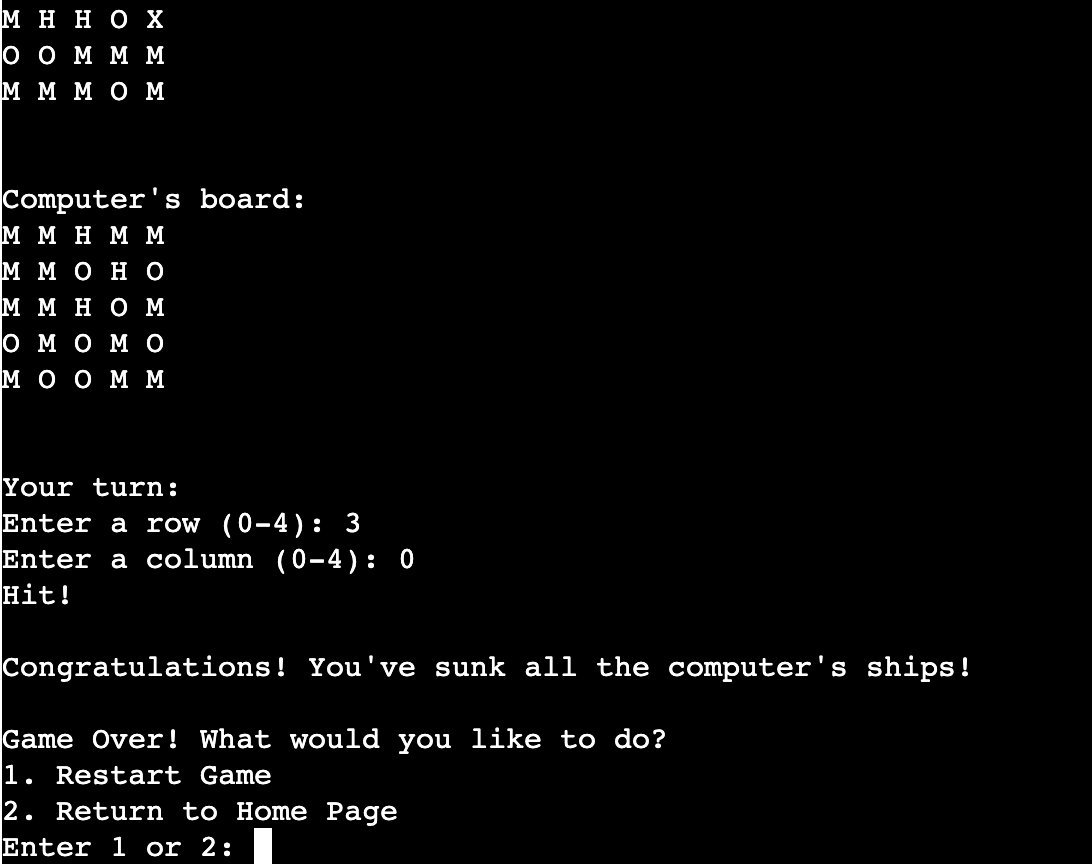 M H H O X
O O M M M
M M M O M
Computer's board:
M M H M M
M M O H O
M M H O M
O M O M O
M O O M M
Your turn:
Enter a row (0-4): 3
Enter a column (0-4): 0
Hit!
Congratulations! You've sunk all the computer's ships!
Game Over! What would you like to do?
1. Restart Game
2. Return to Home Page
Enter 1 or 2: